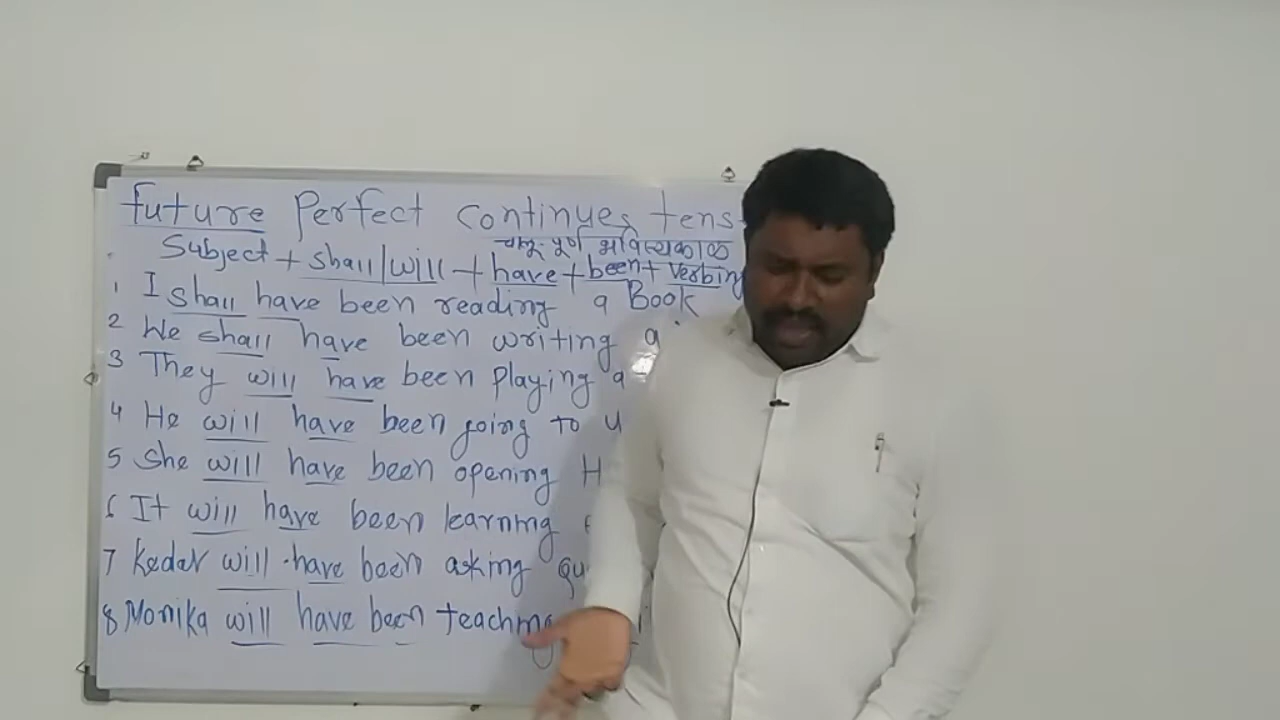 Future Perfect continues tens
चालू-पूर्ण भविष्यकाळ
Subject + shall/will + have + been + verbing
1 I shall have been reading a Book
2 We shall have been writing a
3 They will have been playing a
4 He will have been going to
5 She will have been opening
6 It will have been learning
7 Kedar will have been asking qu
8 Monika will have been teaching